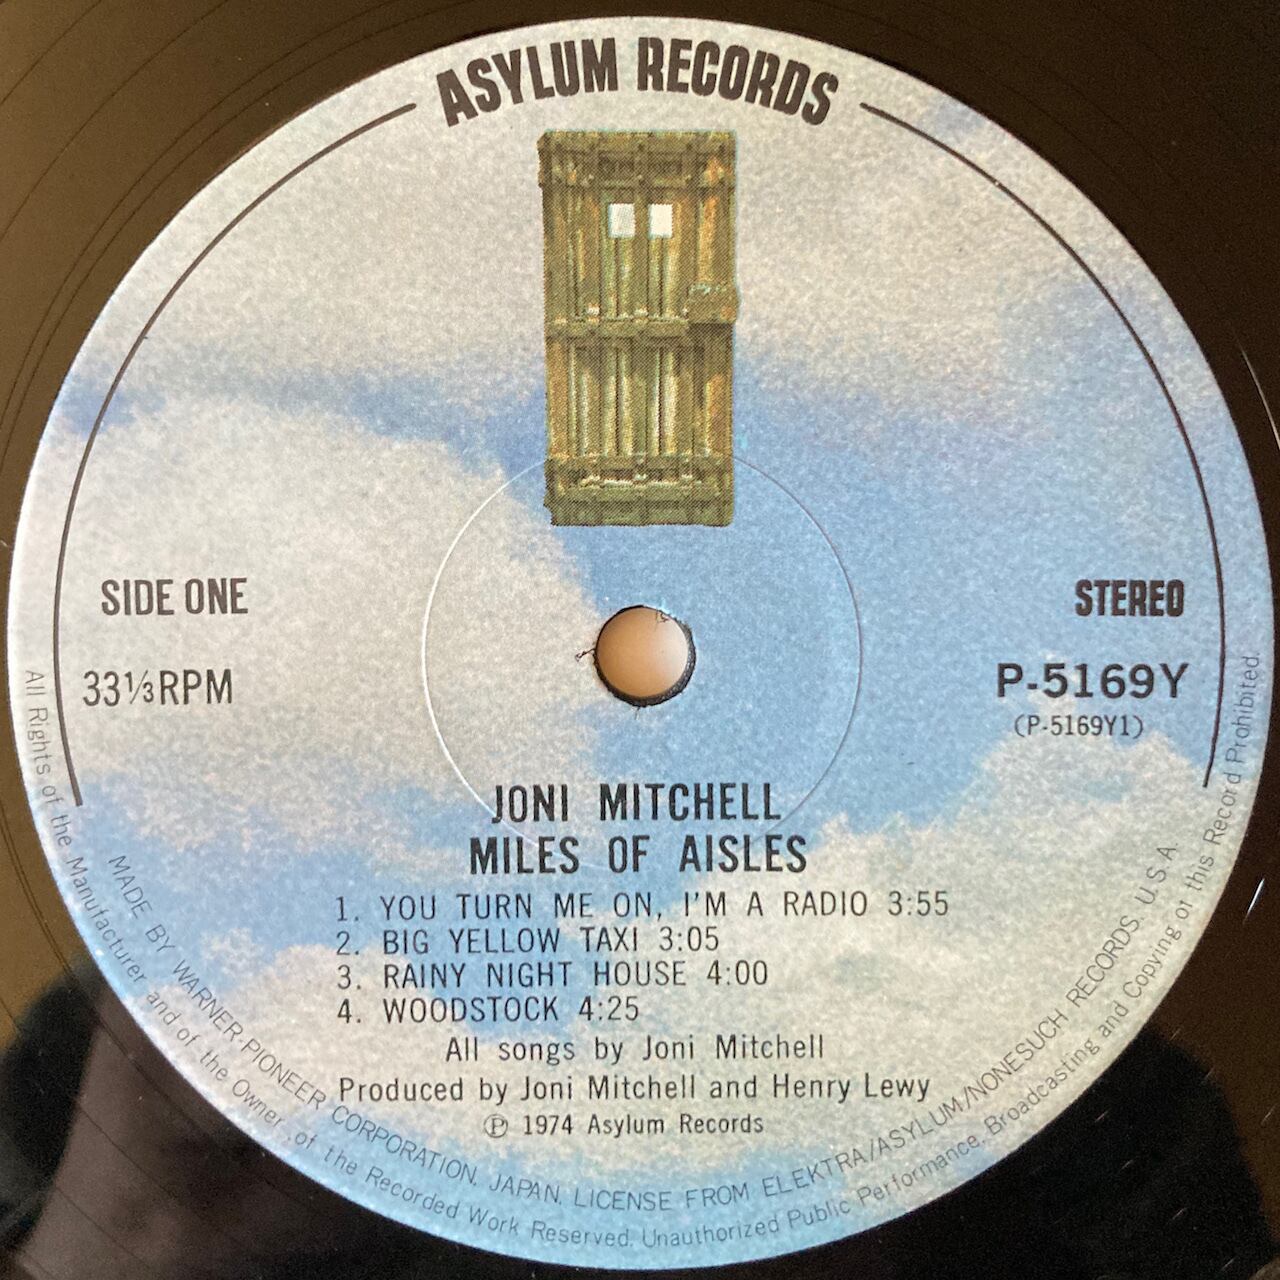 ASYLUM RECORDS
SIDE ONE
STEREO
33⅓ RPM
P-5169Y
(P-5169Y1)
JONI MITCHELL
MILES OF AISLES
1. YOU TURN ME ON, I'M A RADIO 3:55
2. BIG YELLOW TAXI 3:05
3. RAINY NIGHT HOUSE 4:00
4. WOODSTOCK 4:25
All songs by Joni Mitchell
Produced by Joni Mitchell and Henry Lewy
℗ 1974 Asylum Records
MADE BY WARNER-PIONEER CORPORATION, JAPAN, LICENSE FROM ELEKTRA/ASYLUM/NONESUCH RECORDS. U.S.A.
All Rights of the Manufacturer and of the Owner of the Recorded Work Reserved. Unauthorized Public Performance, Broadcasting and Copying of this Record Prohibited.